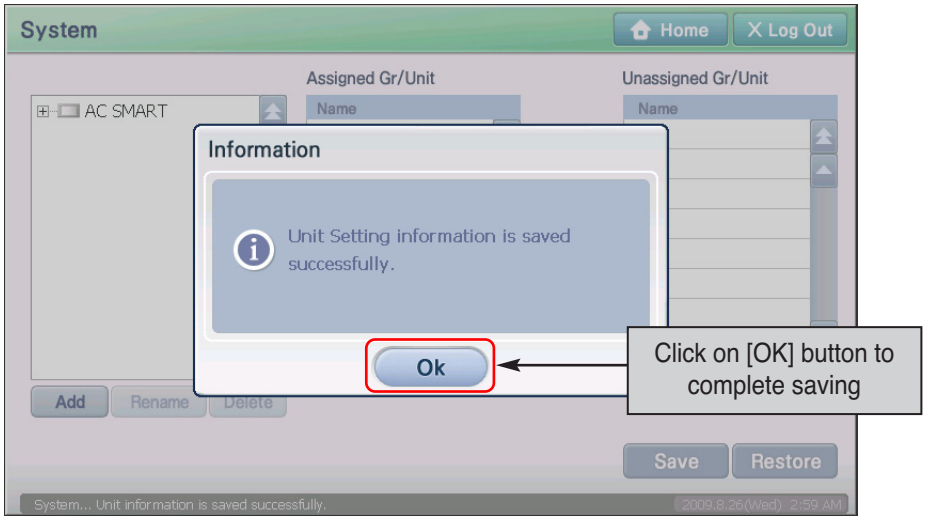 System
Home
X Log Out
Assigned Gr/Unit
Unassigned Gr/Unit
AC SMART
Name
Name
Information
Unit Setting information is saved
successfully.
Ok
Click on [OK] button to
complete saving
Add
Rename
Delete
Save
Restore
System... Unit information is saved successfully.
2009.8.26(Wed) 2:59 AM